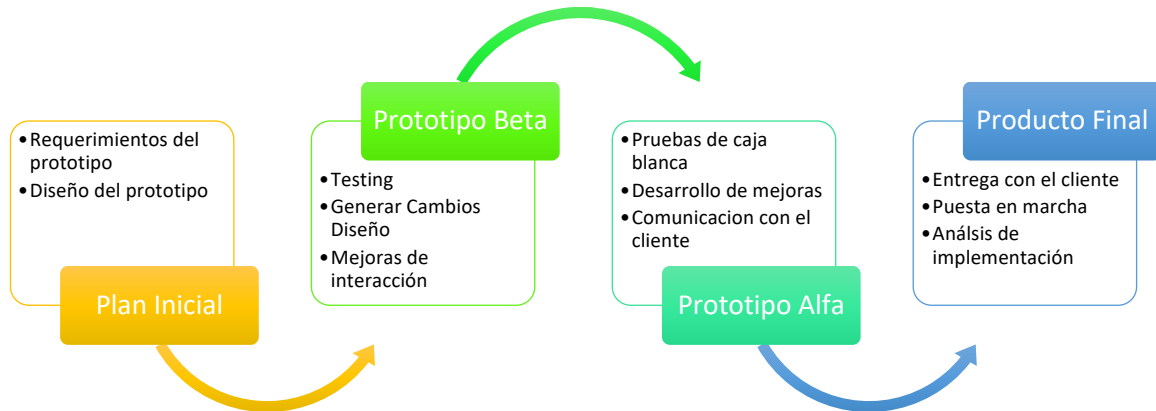 •Requerimientos del
prototipo
•Diseño del prototipo
Plan Inicial
Prototipo Beta
•Testing
•Generar Cambios
Diseño
•Mejoras de
interacción
•Pruebas de caja
blanca
•Desarrollo de mejoras
•Comunicacion con el
cliente
Prototipo Alfa
Producto Final
•Entrega con el cliente
•Puesta en marcha
•Análsis de
implementación